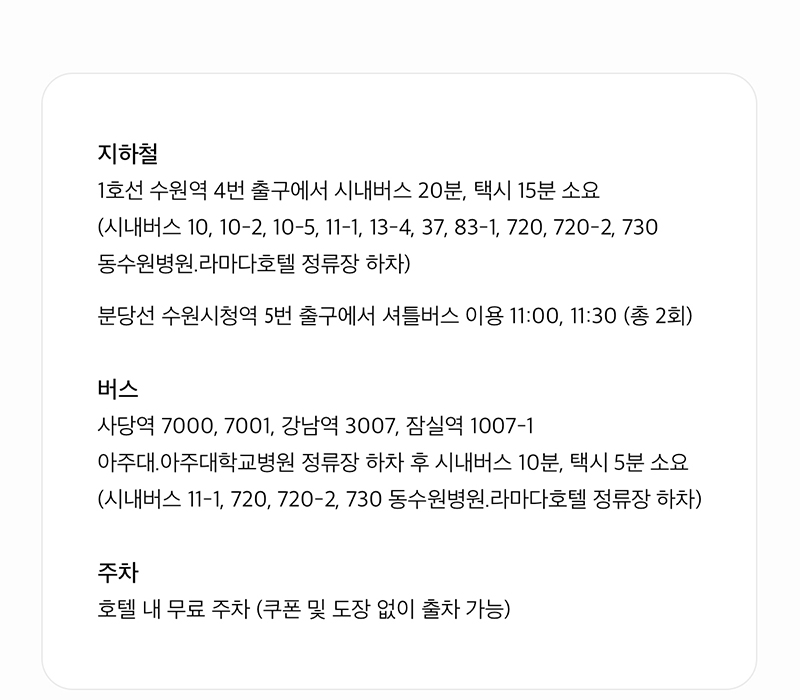 지하철
1호선 수원역 4번 출구에서 시내버스 20분, 택시 15분 소요
(시내버스 10, 10-2, 10-5, 11-1, 13-4, 37, 83-1, 720, 720-2, 730
동수원병원.라마다호텔 정류장 하차)
분당선 수원시청역 5번 출구에서 셔틀버스 이용 11:00, 11:30 (총 2회)
버스
사당역 7000, 7001, 강남역 3007, 잠실역 1007-1
아주대.아주대학교병원 정류장 하차 후 시내버스 10분, 택시 5분 소요
(시내버스 11-1, 720, 720-2, 730 동수원병원.라마다호텔 정류장 하차)
주차
호텔 내 무료 주차 (쿠폰 및 도장 없이 출차 가능)